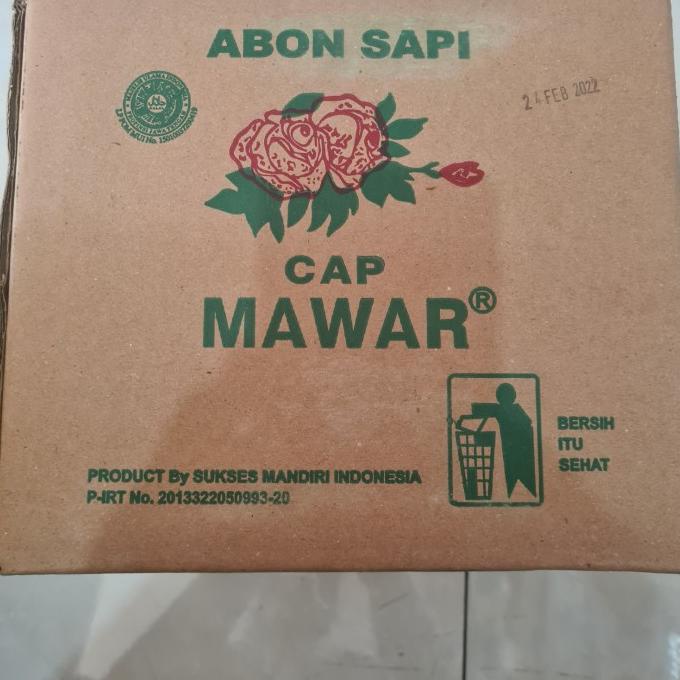 ABON SAPI
24 FEB 2022
CAP
MAWAR®
BERSIH
ITU
SEHAT
PRODUCT By SUKSES MANDIRI INDONESIA
P-IRT No. 2013322050993-20